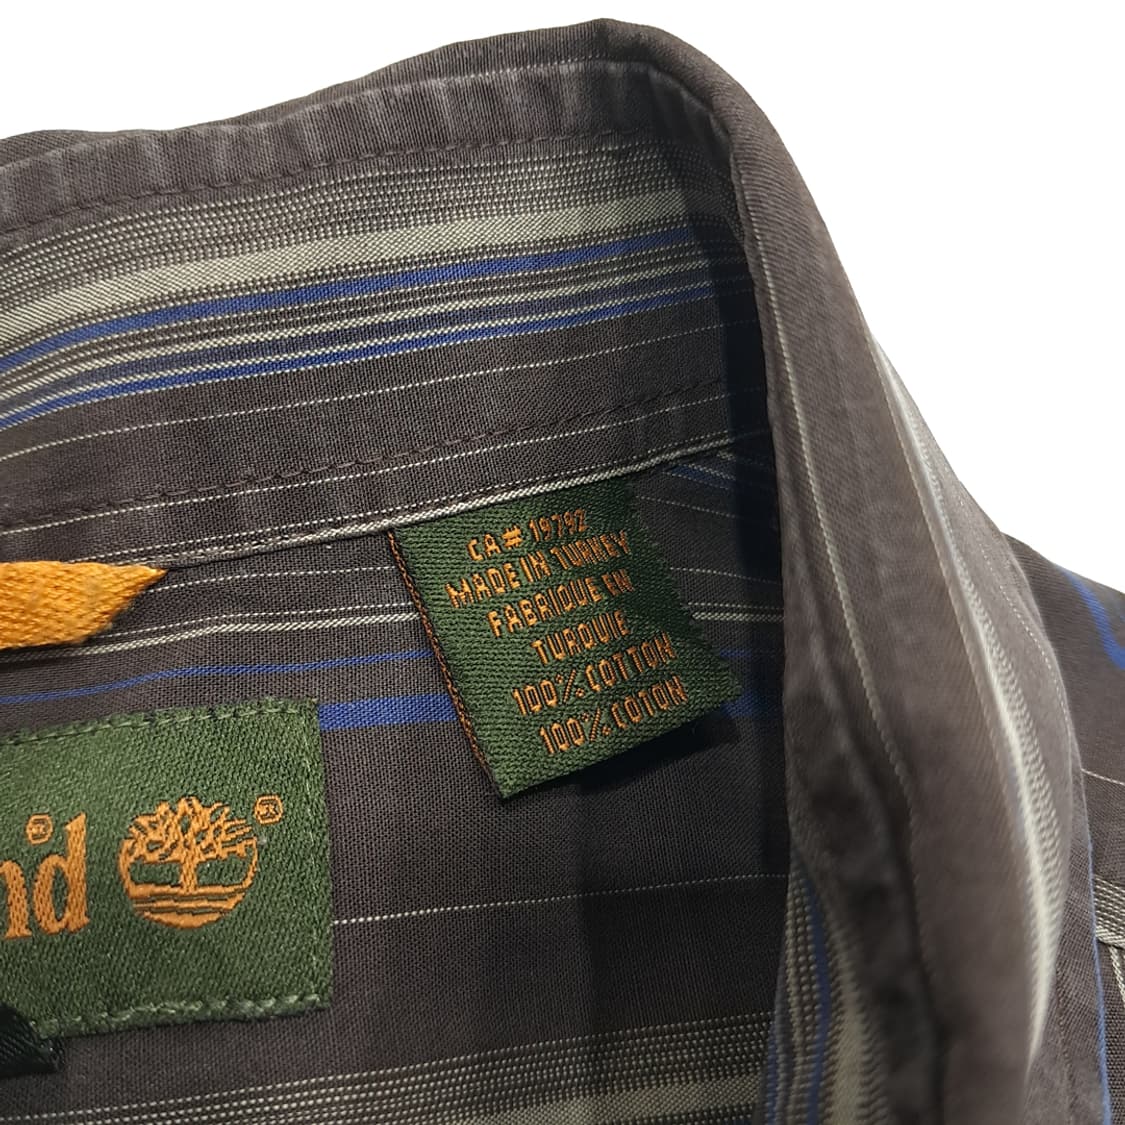 CA# 19792
MADE IN TURKEY
FABRIQUE EN
TURQUIE
100% COTTON
100% COTON
nd